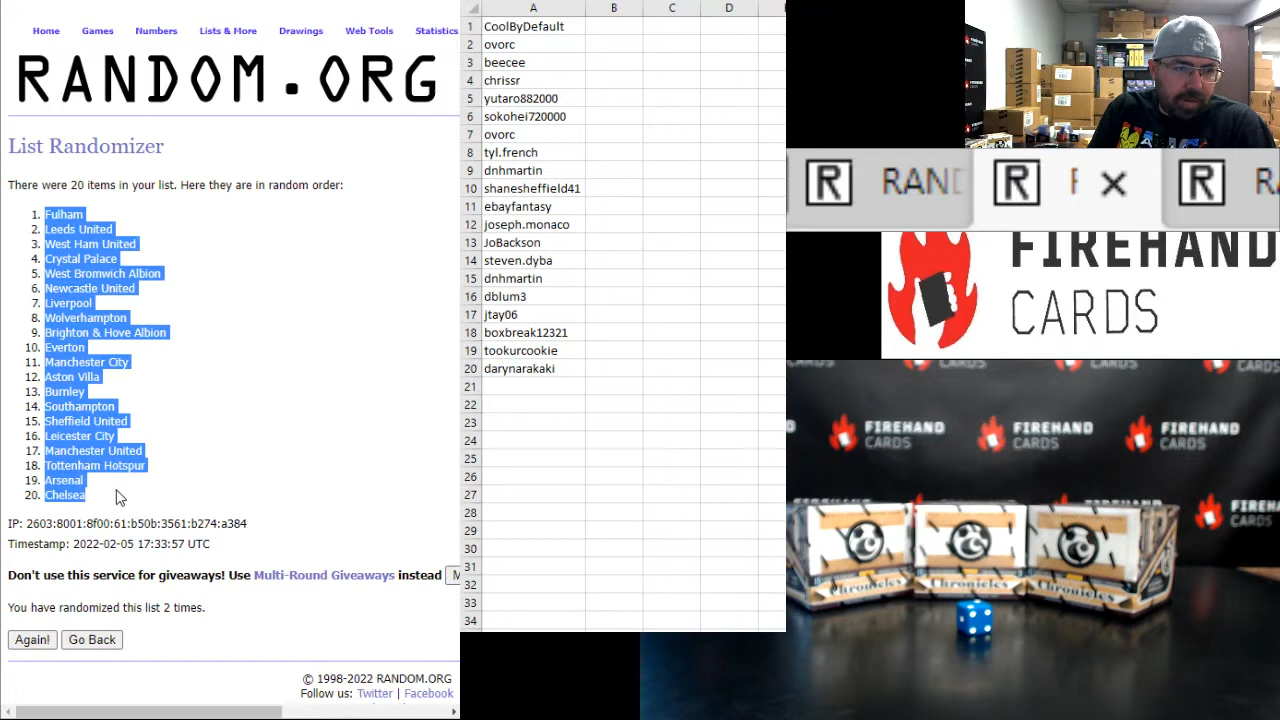 Home Games Numbers Lists & More Drawings Web Tools Statistics
RANDOM.ORG
List Randomizer
There were 20 items in your list. Here they are in random order:
1. Fulham
2. Leeds United
3. West Ham United
4. Crystal Palace
5. West Bromwich Albion
6. Newcastle United
7. Liverpool
8. Wolverhampton
9. Brighton & Hove Albion
10. Everton
11. Manchester City
12. Aston Villa
13. Burnley
14. Southampton
15. Sheffield United
16. Leicester City
17. Manchester United
18. Tottenham Hotspur
19. Arsenal
20. Chelsea
IP: 2603:8001:8f00:61:b50b:3561:b274:a384
Timestamp: 2022-02-05 17:33:57 UTC
Don't use this service for giveaways! Use Multi-Round Giveaways instead
You have randomized this list 2 times.
Again! Go Back
© 1998-2022 RANDOM.ORG
Follow us: Twitter | Facebook
A B C D
1 CoolByDefault
2 ovorc
3 beecee
4 chrissr
5 yutaro882000
6 sokohei720000
7 ovorc
8 tyl.french
9 dnhmartin
10 shanesheffield41
11 ebayfantasy
12 joseph.monaco
13 JoBackson
14 steven.dyba
15 dnhmartin
16 dblum3
17 jtay06
18 boxbreak12321
19 tookurcookie
20 darynarakaki
21
22
23
24
25
26
27
28
29
30
31
32
33
34
R RAND R R
FIREHAND
CARDS
FIREHAND
CARDS
FIREHAND
CARDS
FIREHAND
CARDS
FIREHAND
CARDS
Chronicles
Chronicles
Chronicles